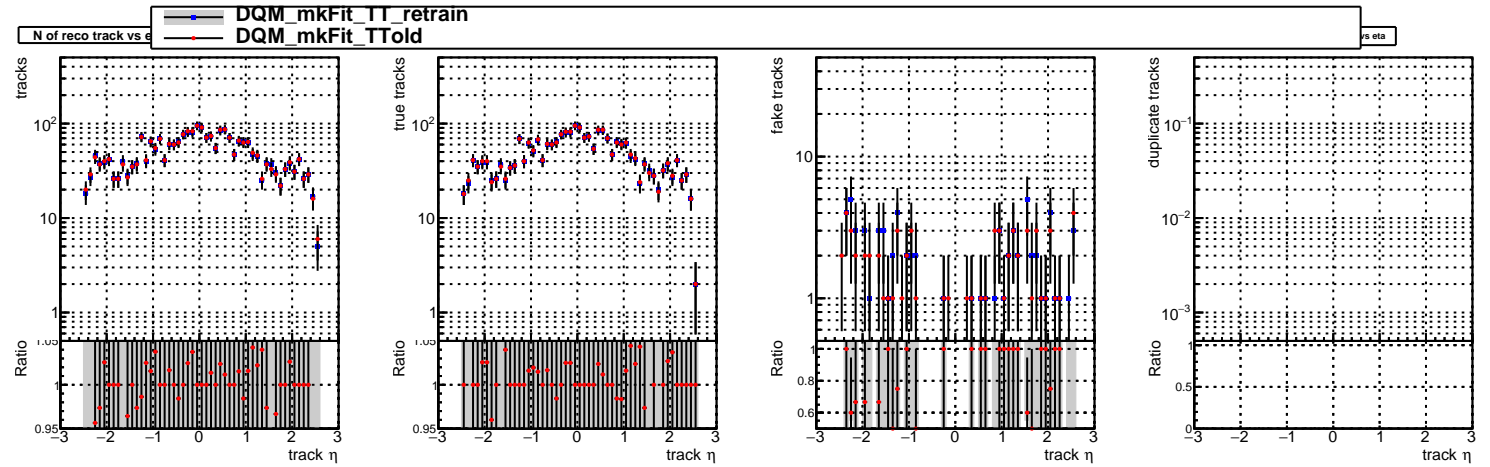 DQM_mkFit_TT_retrain
DQM_mkFit_TTold
N of reco track vs e
vs eta
tracks
10²
10
1
Ratio
1.05
1
0.95
−3 −2 −1 0 1 2 3
track η
true tracks
10²
10
1
Ratio
1.05
1
0.95
−3 −2 −1 0 1 2 3
track η
fake tracks
10
1
Ratio
1
0.8
0.6
−3 −2 −1 0 1 2 3
track η
duplicate tracks
10⁻¹
10⁻²
10⁻³
Ratio
1
0.5
0
−3 −2 −1 0 1 2 3
track η